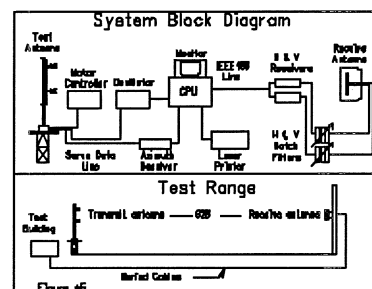 System Block Diagram
Test
Antenna
Motor
Controller
Oscillator
Monitor
CPU
IEEE 488
Line
H & V
Receivers
Receive
Antenna
Servo Data
Line
Azimuth
Receiver
Laser
Printer
H & V
Notch
Filters
Test Range
Test
Building
Transmit antenna
Receive antenna
Buried Cables
Figure